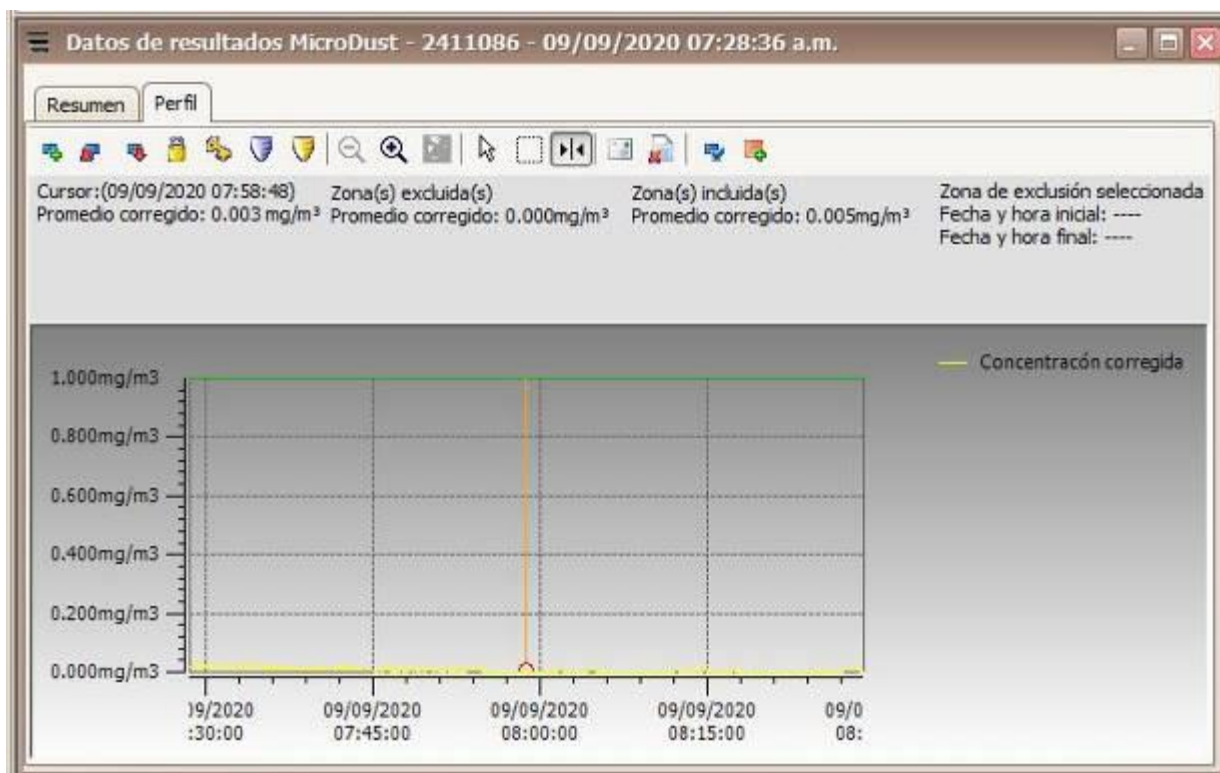 Datos de resultados MicroDust - 2411086 - 09/09/2020 07:28:36 a.m.
Resumen Perfil
Cursor:(09/09/2020 07:58:48) Zona(s) excluida(s) Zona(s) incluida(s) Zona de exclusión seleccionada
Promedio corregido: 0.003 mg/m³ Promedio corregido: 0.000mg/m³ Promedio corregido: 0.005mg/m³ Fecha y hora inicial: ----
Fecha y hora final: ----
Concentracón corregida
1.000mg/m3
0.800mg/m3
0.600mg/m3
0.400mg/m3
0.200mg/m3
0.000mg/m3
)9/2020 09/09/2020 09/09/2020 09/09/2020 09/0
:30:00 07:45:00 08:00:00 08:15:00 08: